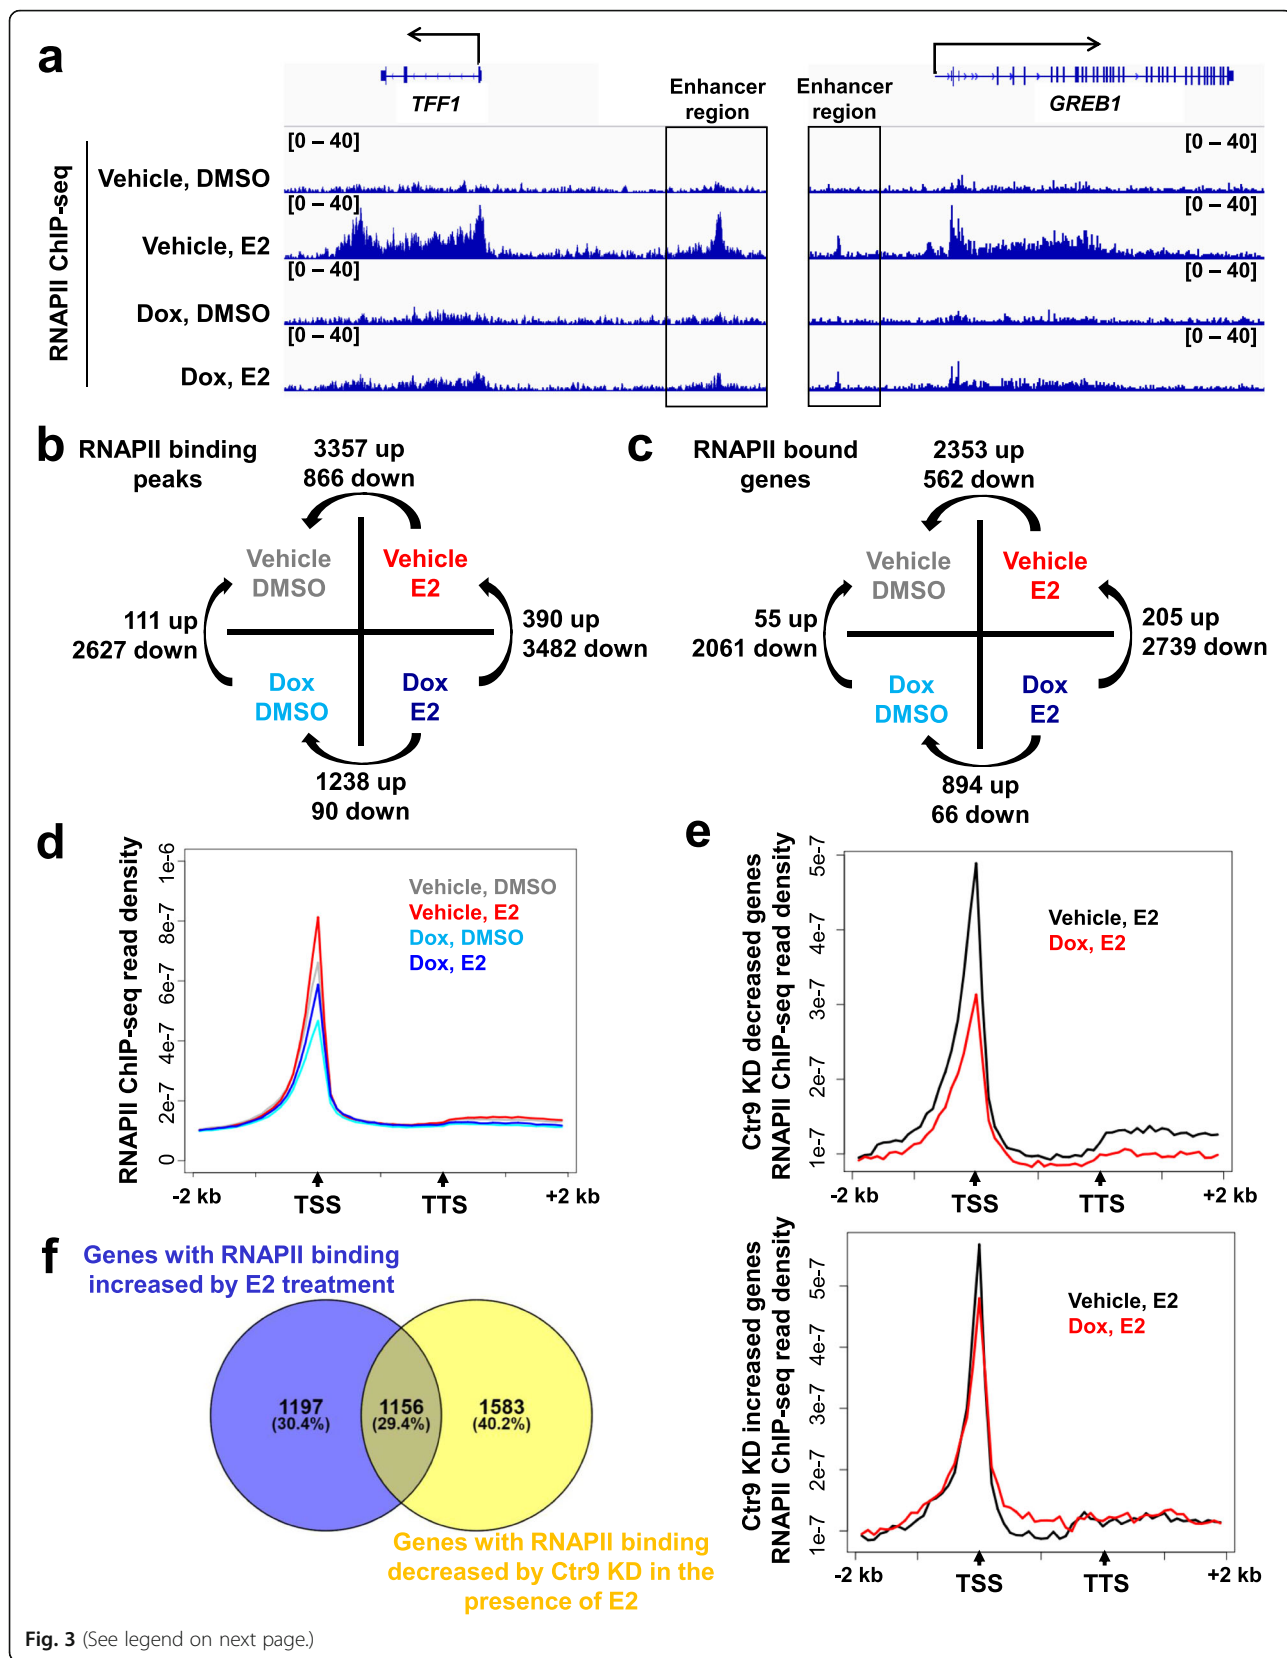 a
TFF1
GREB1
Enhancer
region
Enhancer
region
RNAPII ChIP-seq
[0 – 40]
[0 – 40]
Vehicle, DMSO
[0 – 40]
[0 – 40]
Vehicle, E2
[0 – 40]
[0 – 40]
Dox, DMSO
[0 – 40]
[0 – 40]
Dox, E2
b
RNAPII binding
peaks
3357 up
866 down
Vehicle
DMSO
Vehicle
E2
111 up
2627 down
390 up
3482 down
Dox
DMSO
Dox
E2
1238 up
90 down
c
RNAPII bound
genes
2353 up
562 down
Vehicle
DMSO
Vehicle
E2
55 up
2061 down
205 up
2739 down
Dox
DMSO
Dox
E2
894 up
66 down
d
RNAPII ChIP-seq read density
1e-6
8e-7
6e-7
4e-7
2e-7
0
Vehicle, DMSO
Vehicle, E2
Dox, DMSO
Dox, E2
-2 kb
TSS
TTS
+2 kb
e
Ctr9 KD decreased genes
RNAPII ChIP-seq read density
5e-7
4e-7
3e-7
2e-7
1e-7
Vehicle, E2
Dox, E2
-2 kb
TSS
TTS
+2 kb
Ctr9 KD increased genes
RNAPII ChIP-seq read density
5e-7
4e-7
3e-7
2e-7
1e-7
Vehicle, E2
Dox, E2
-2 kb
TSS
TTS
+2 kb
f
Genes with RNAPII binding
increased by E2 treatment
1197
(30.4%)
1156
(29.4%)
1583
(40.2%)
Genes with RNAPII binding
decreased by Ctr9 KD in the
presence of E2
Fig. 3 (See legend on next page.)